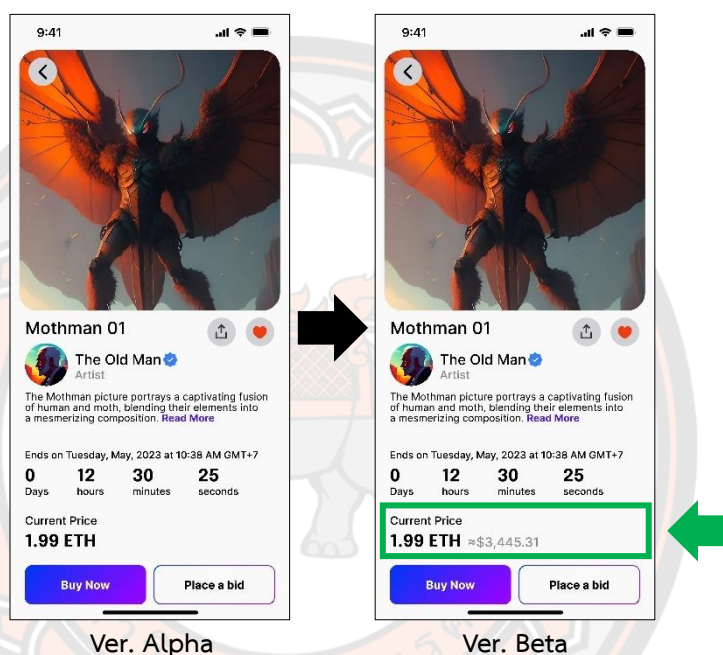 9:41
Mothman 01
The Old Man
Artist
The Mothman picture portrays a captivating fusion
of human and moth, blending their elements into
a mesmerizing composition. Read More
Ends on Tuesday, May, 2023 at 10:38 AM GMT+7
0 12 30 25
Days hours minutes seconds
Current Price
1.99 ETH
Buy Now Place a bid
Ver. Alpha
9:41
Mothman 01
The Old Man
Artist
The Mothman picture portrays a captivating fusion
of human and moth, blending their elements into
a mesmerizing composition. Read More
Ends on Tuesday, May, 2023 at 10:38 AM GMT+7
0 12 30 25
Days hours minutes seconds
Current Price
1.99 ETH ≈$3,445.31
Buy Now Place a bid
Ver. Beta